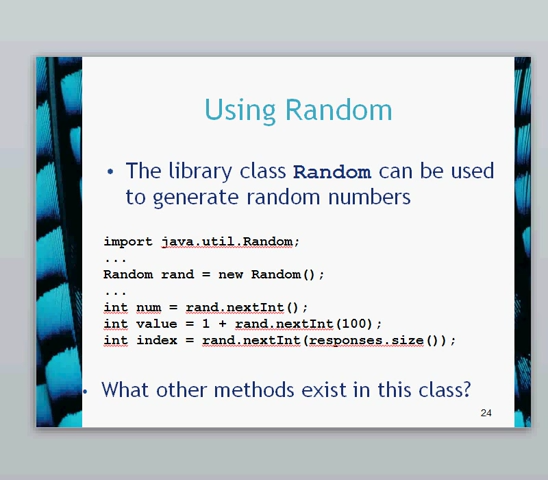 Using Random
• The library class Random can be used
to generate random numbers
import java.util.Random;
...
Random rand = new Random();
...
int num = rand.nextInt();
int value = 1 + rand.nextInt(100);
int index = rand.nextInt(responses.size());
• What other methods exist in this class?
24